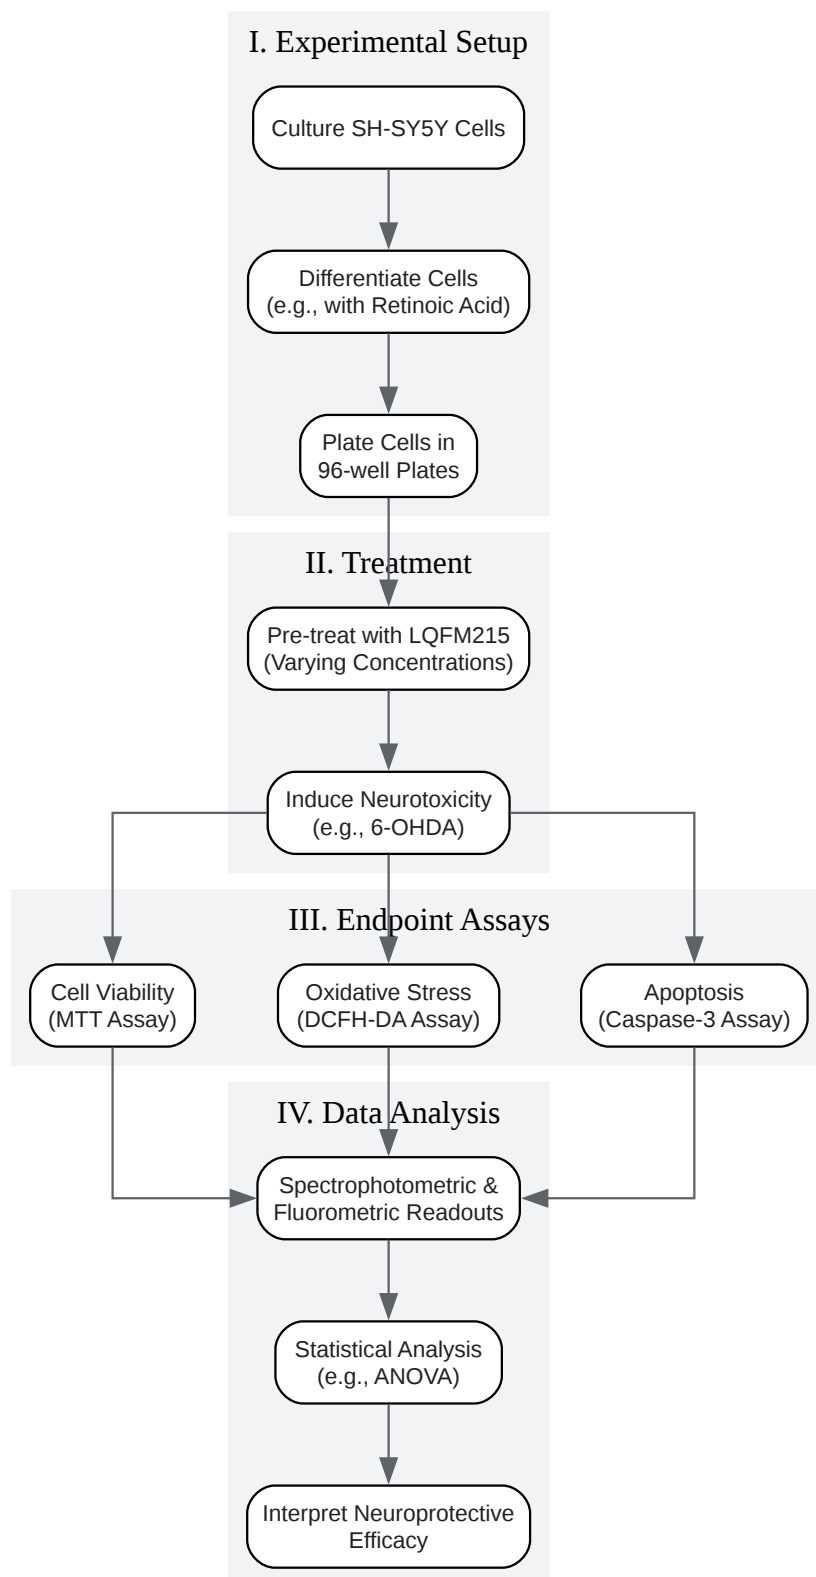 I. Experimental Setup
Culture SH-SY5Y Cells
Differentiate Cells
(e.g., with Retinoic Acid)
Plate Cells in
96-well Plates
II. Treatment
Pre-treat with LQFM215
(Varying Concentrations)
Induce Neurotoxicity
(e.g., 6-OHDA)
III. Endpoint Assays
Cell Viability
(MTT Assay)
Oxidative Stress
(DCFH-DA Assay)
Apoptosis
(Caspase-3 Assay)
IV. Data Analysis
Spectrophotometric &
Fluorometric Readouts
Statistical Analysis
(e.g., ANOVA)
Interpret Neuroprotective
Efficacy